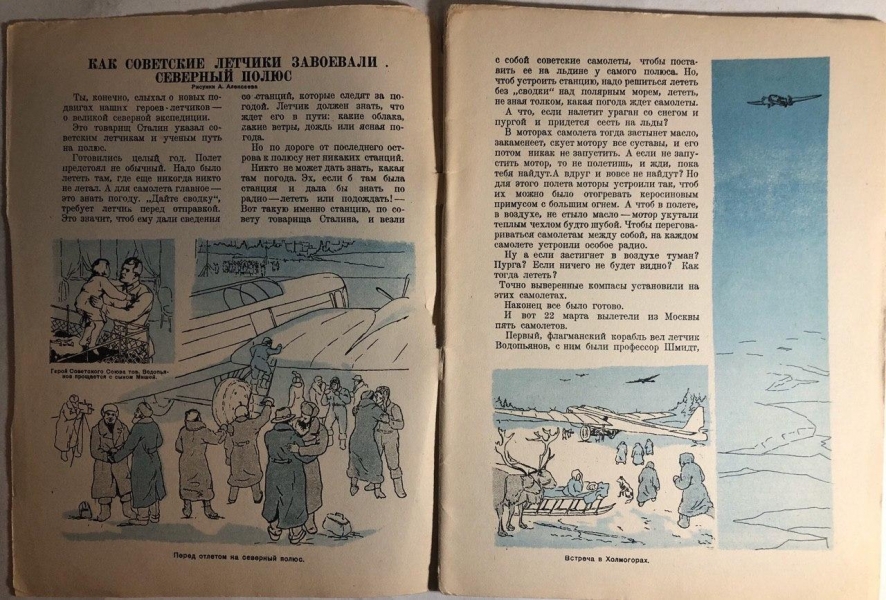 КАК СОВЕТСКИЕ ЛЕТЧИКИ ЗАВОЕВАЛИ
СЕВЕРНЫЙ ПОЛЮС
Рисунки А. Алексеева
Ты, конечно, слыхал о новых по-
двигах наших героев-летчиков —
о великой северной экспедиции.
Это товарищ Сталин указал со-
ветским летчикам и ученым путь
на полюс.
Готовились целый год. Полет
предстоял не обычный. Надо было
лететь там, где еще никогда никто
не летал. А для самолета главное —
это знать погоду. „Дайте сводку“,
требует летчик перед отправкой.
Это значит, чтоб ему дали сведения
со станций, которые следят за по-
годой. Летчик должен знать, что
ждет его в пути: какие облака,
какие ветры, дождь или ясная по-
года.
Но по дороге от последнего ост-
рова к полюсу нет никаких станций.
Никто не может дать знать, какая
там погода. Эх, если б там была
станция и дала бы знать по
радио — лететь или подождать! —
Вот такую именно станцию, по со-
вету товарища Сталина, и везли
Герой Советского Союза тов. Водопья-
нов прощается с сыном Мишей.
Перед отлетом на северный полюс.
с собой советские самолеты, чтобы поста-
вить ее на льдине у самого полюса. Но,
чтоб устроить станцию, надо решиться лететь
без „сводки“ над полярным морем, лететь,
не зная толком, какая погода ждет самолеты.
А что, если налетит ураган со снегом и
пургой и придется сесть на льды?
В моторах самолета тогда застынет масло,
закаменеет, скует мотору все суставы, и его
потом никак не запустить. А если не запу-
стить мотор, то не полетишь, и жди, пока
тебя найдут. А вдруг и вовсе не найдут? Но
для этого полета моторы устроили так, чтоб
их можно было отогревать керосиновым
примусом с большим огнем. А чтоб в полете,
в воздухе, не стыло масло — мотор укутали
теплым чехлом будто шубой. Чтобы перегова-
риваться самолетам между собой, на каждом
самолете устроили особое радио.
Ну а если застигнет в воздухе туман?
Пурга? Если ничего не будет видно? Как
тогда лететь?
Точно выверенные компасы установили на
этих самолетах.
Наконец все было готово.
И вот 22 марта вылетели из Москвы
пять самолетов.
Первый, флагманский корабль вел летчик
Водопьянов, с ним были профессор Шмидт,
Встреча в Холмогорах.